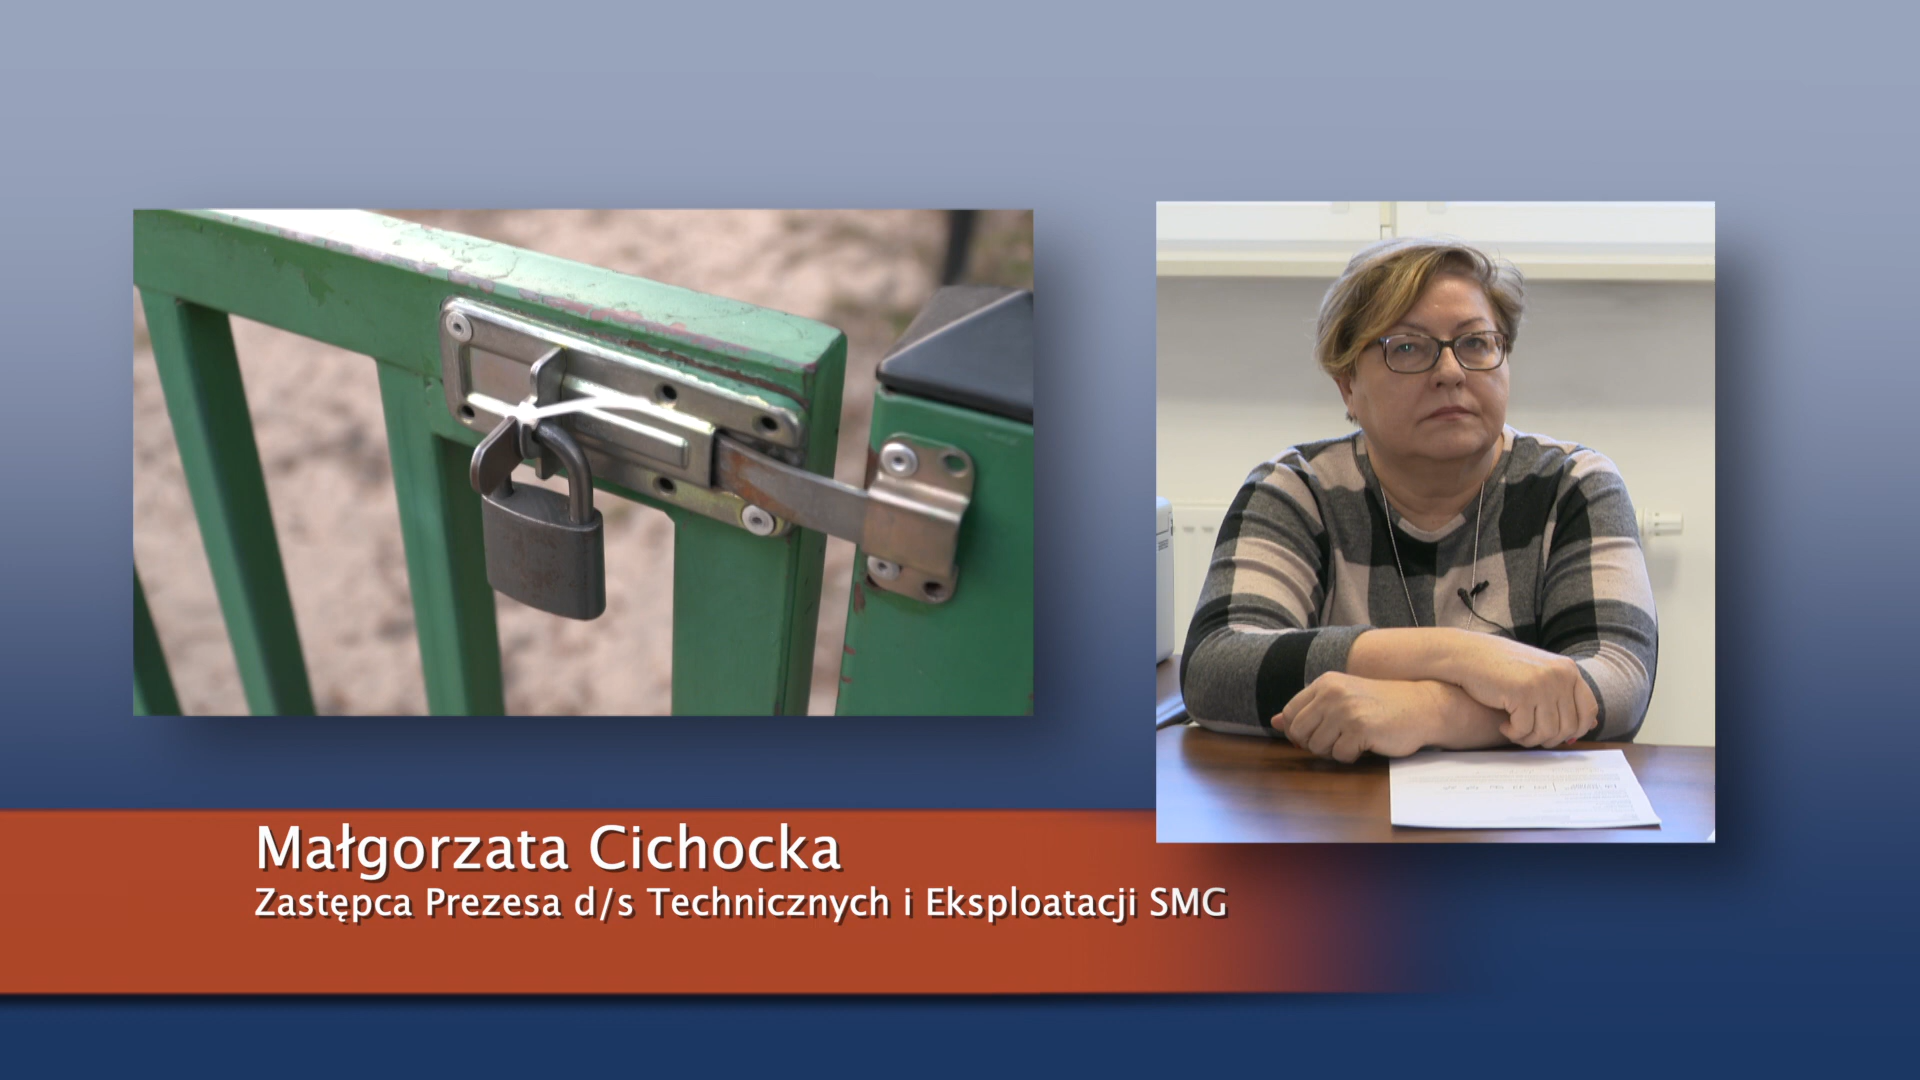 Małgorzata Cichocka
Zastępca Prezesa d/s Technicznych i Eksploatacji SMG